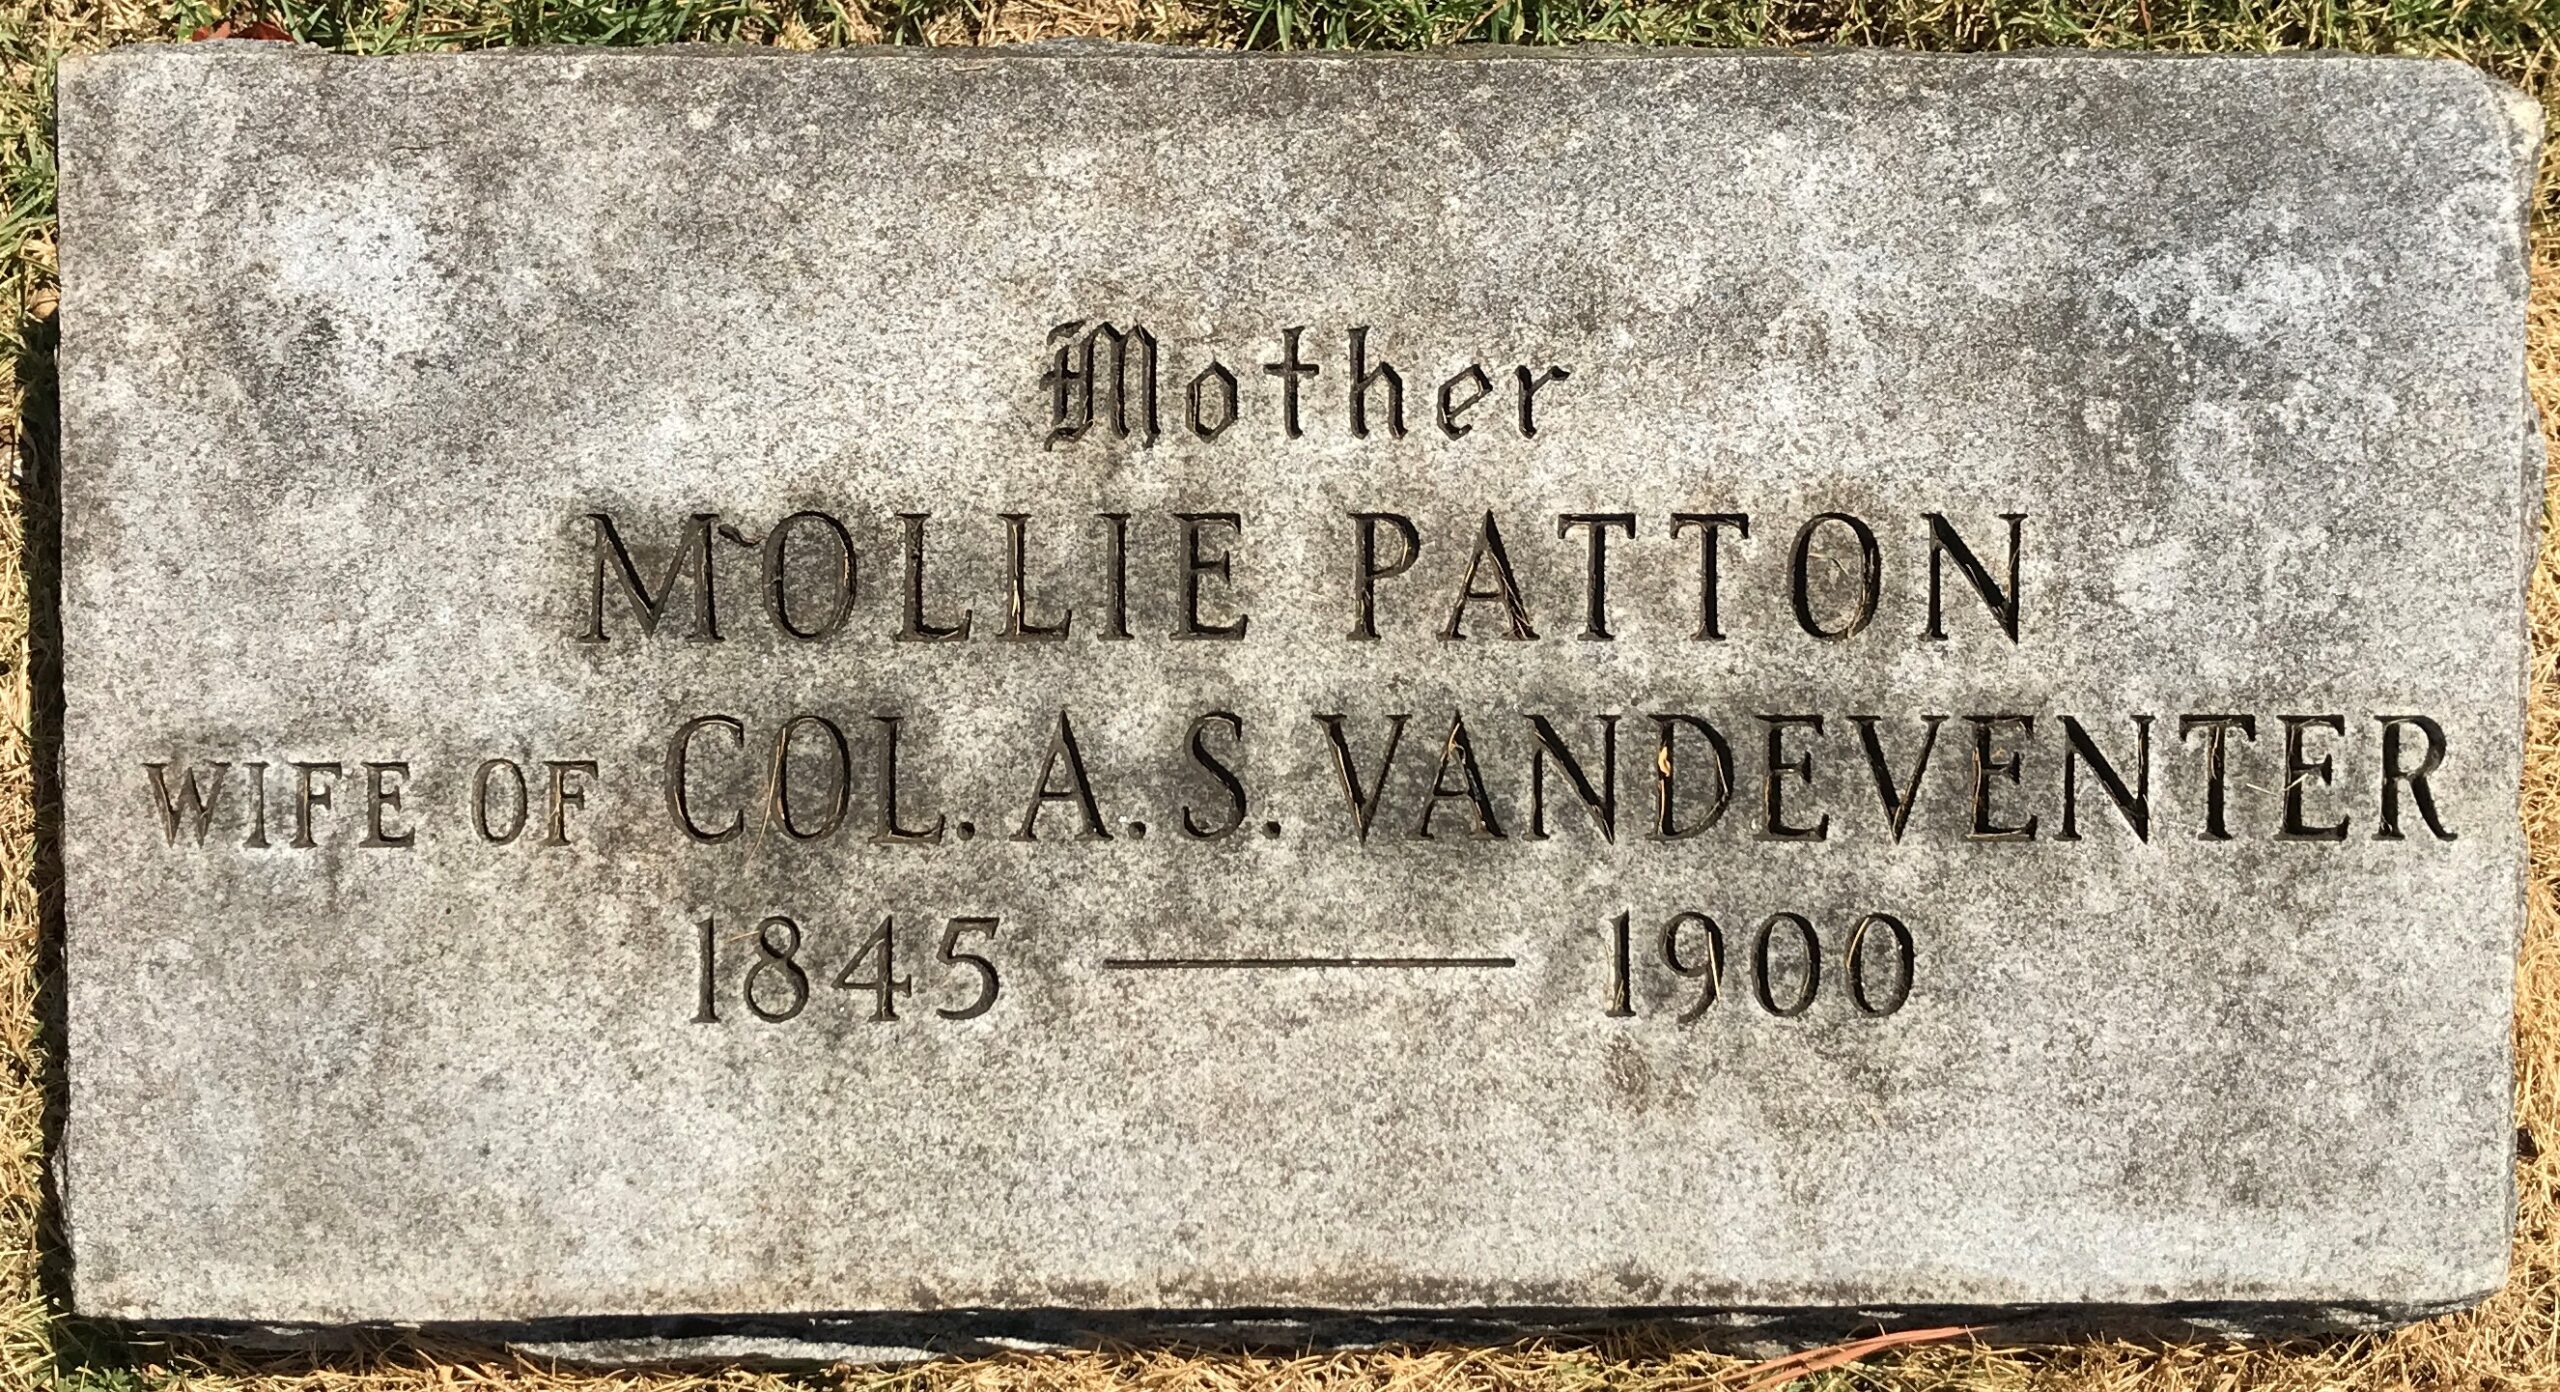 Mother
MOLLIE PATTON
WIFE OF COL. A. S. VANDEVENTER
1845 — 1900